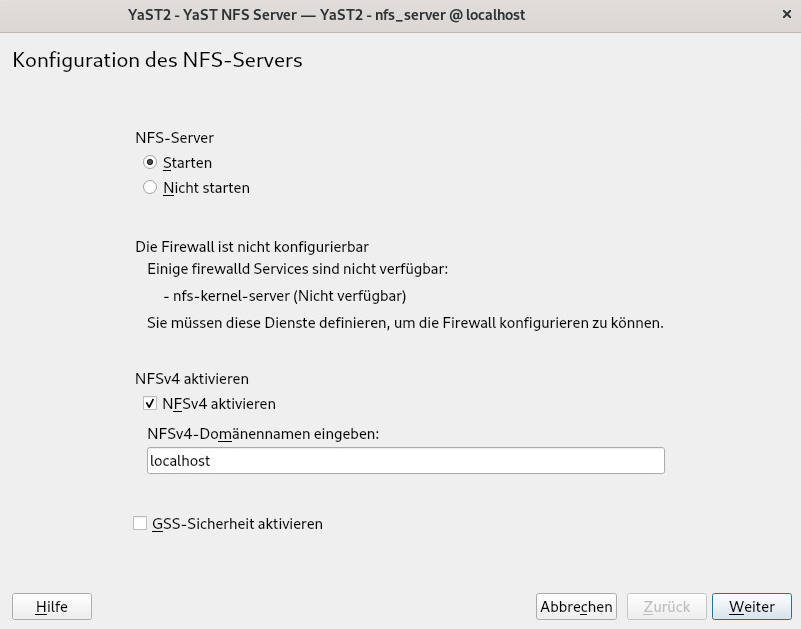 YaST2 - YaST NFS Server — YaST2 - nfs_server @ localhost
Konfiguration des NFS-Servers
NFS-Server
Starten
Nicht starten
Die Firewall ist nicht konfigurierbar
Einige firewalld Services sind nicht verfügbar:
- nfs-kernel-server (Nicht verfügbar)
Sie müssen diese Dienste definieren, um die Firewall konfigurieren zu können.
NFSv4 aktivieren
NFSv4 aktivieren
NFSv4-Domänennamen eingeben:
localhost
GSS-Sicherheit aktivieren
Hilfe Abbrechen Zurück Weiter